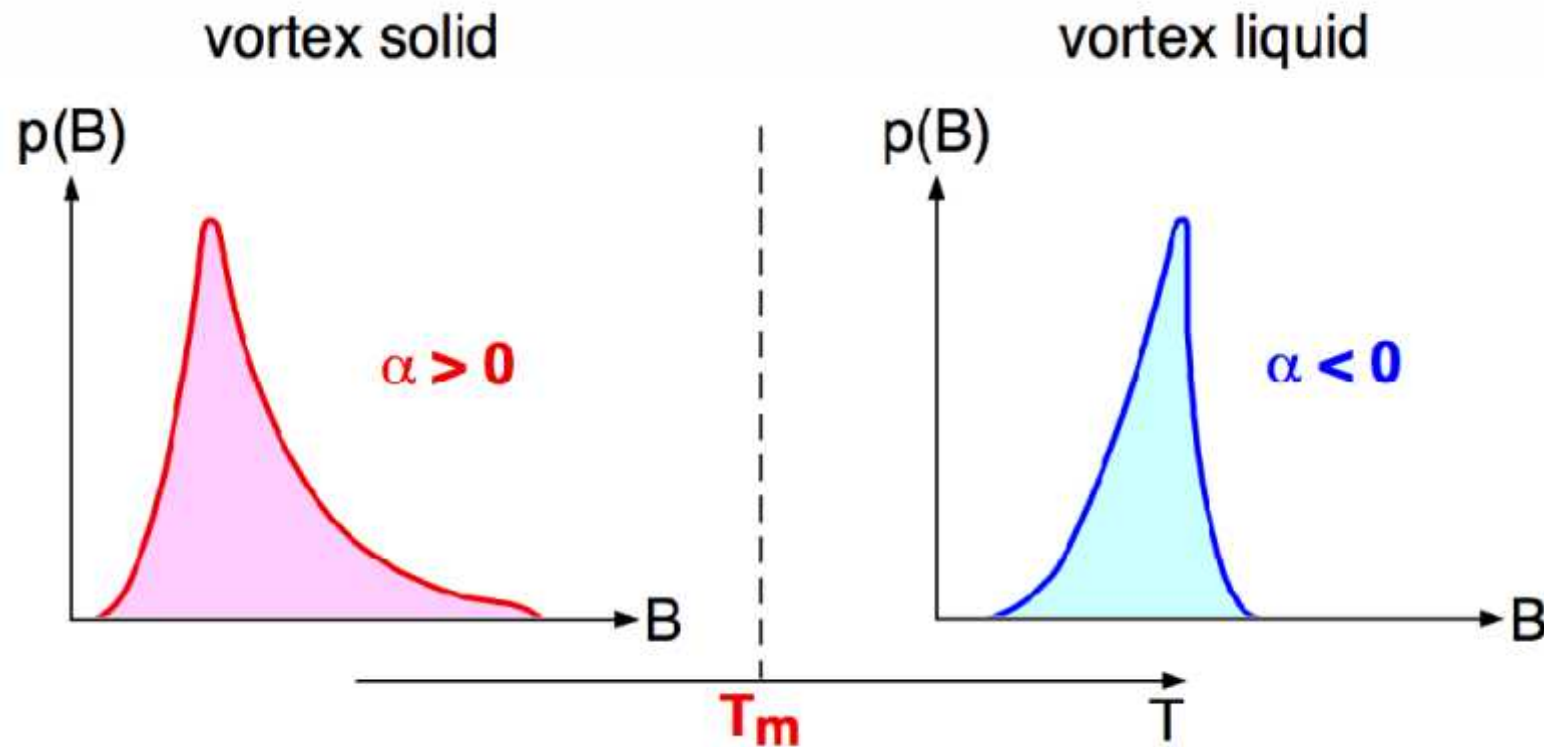 vortex solid
vortex liquid
p(B)
p(B)
α > 0
α < 0
B
B
Tm
T